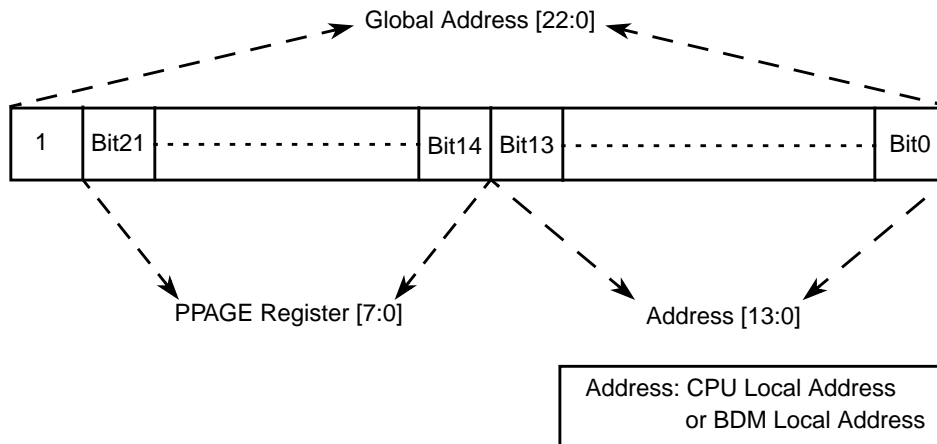 Global Address [22:0]
1 Bit21 Bit14 Bit13 Bit0
PPAGE Register [7:0]
Address [13:0]
Address: CPU Local Address
or BDM Local Address